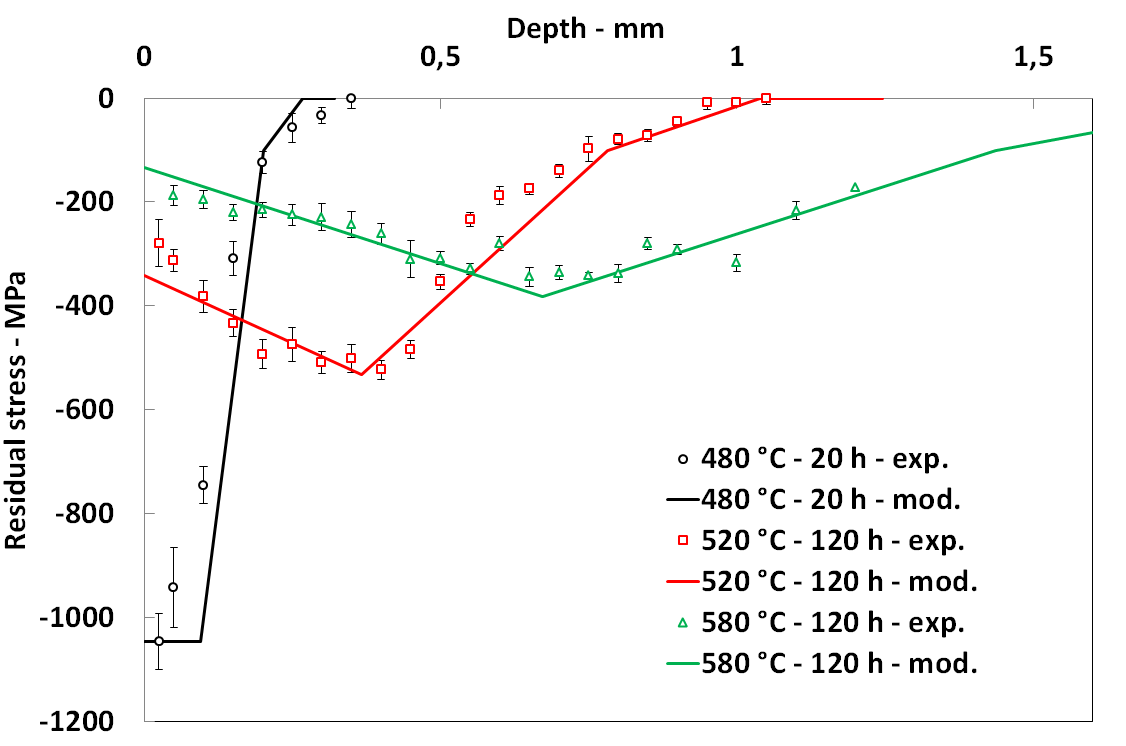 Depth - mm
0 0,5 1 1,5
0
-200
-400
-600
-800
-1000
-1200
Residual stress - MPa
480 °C - 20 h - exp.
480 °C - 20 h - mod.
520 °C - 120 h - exp.
520 °C - 120 h - mod.
580 °C - 120 h - exp.
580 °C - 120 h - mod.